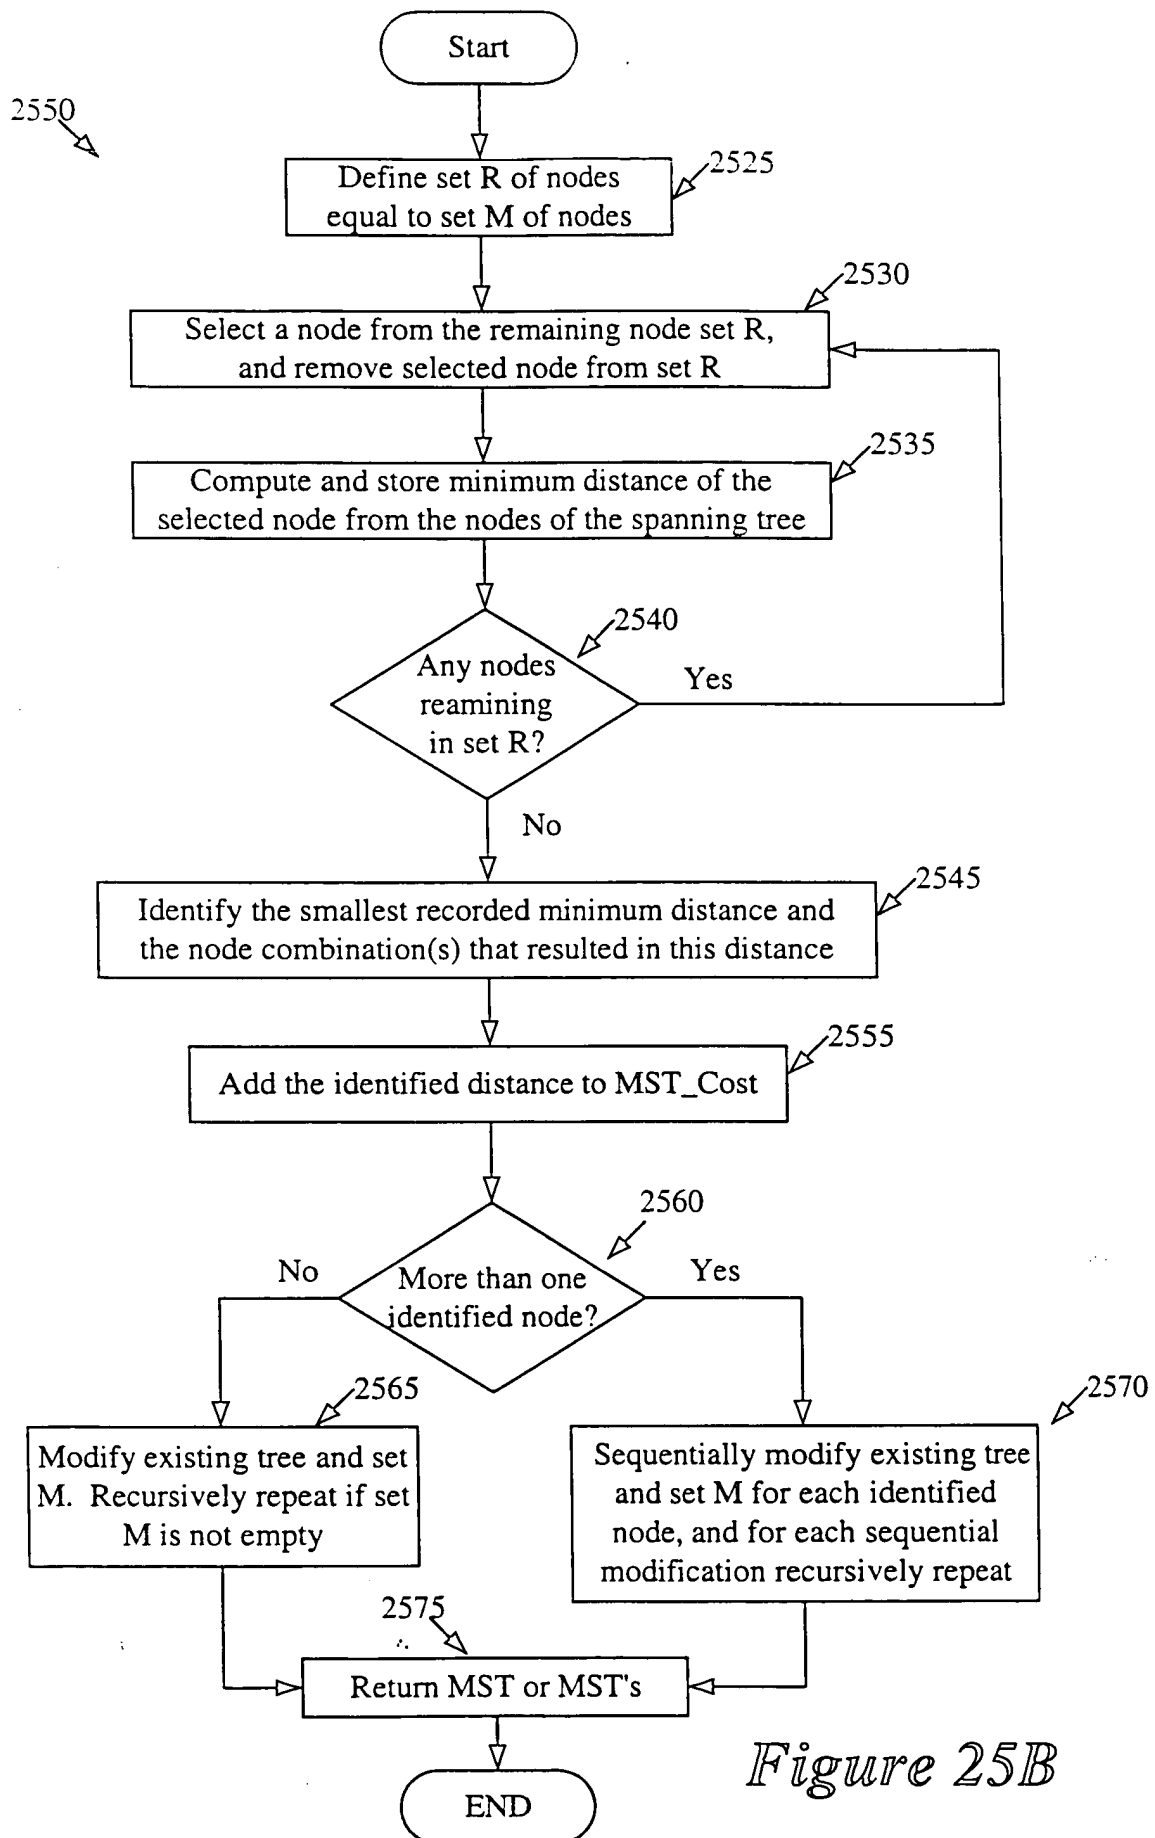 Start
2550
2525
Define set R of nodes
equal to set M of nodes
2530
Select a node from the remaining node set R,
and remove selected node from set R
2535
Compute and store minimum distance of the
selected node from the nodes of the spanning tree
2540
Any nodes
reamining
in set R?
Yes
No
2545
Identify the smallest recorded minimum distance and
the node combination(s) that resulted in this distance
2555
Add the identified distance to MST_Cost
2560
More than one
identified node?
No
Yes
2565
Modify existing tree and set
M. Recursively repeat if set
M is not empty
2570
Sequentially modify existing tree
and set M for each identified
node, and for each sequential
modification recursively repeat
2575
Return MST or MST's
END
Figure 25B